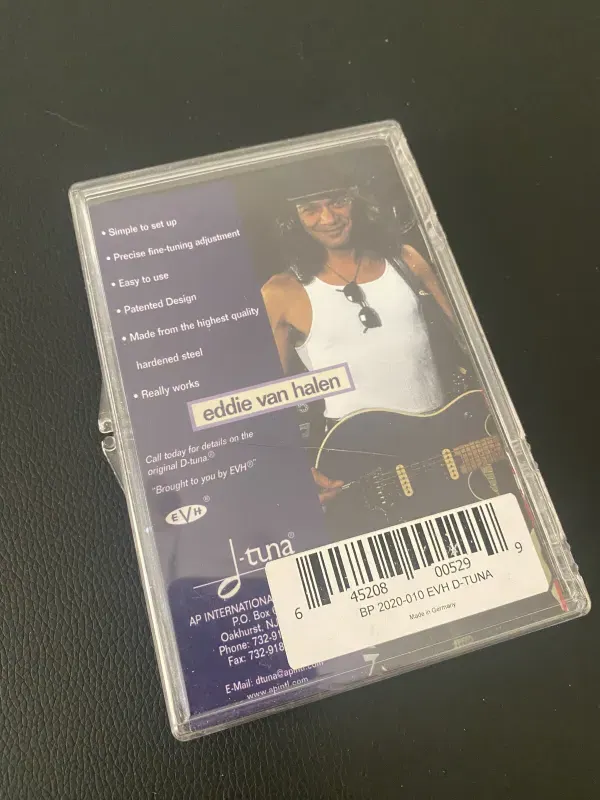 • Simple to set up
• Precise fine-tuning adjustment
• Easy to use
• Patented Design
• Made from the highest quality
hardened steel
• Really works
eddie van halen
Call today for details on the
original D-tuna®
"Brought to you by EVH®"
EVH®
d-tuna®
AP INTERNATIONA
P.O. Box
Oakhurst, NJ
Phone: 732-91
Fax: 732-918
E-Mail: dtuna@apintl.com
www.apintl.com
6 45208 00529 9
BP 2020-010 EVH D-TUNA
Made in Germany
7.